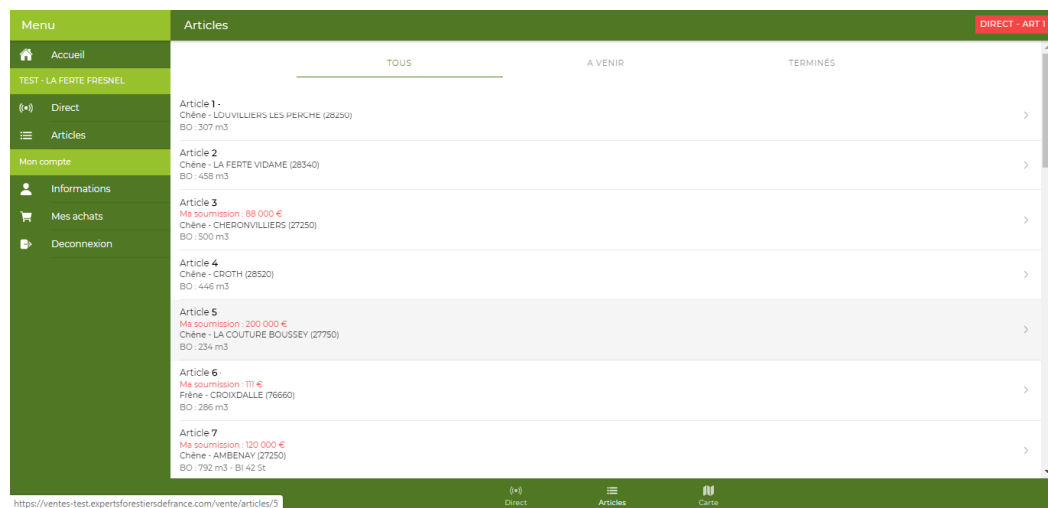 Menu
Accueil
TEST - LA FERTE FRESNEL
Direct
Articles
Mon compte
Informations
Mes achats
Deconnexion
Articles
DIRECT - ART 1
TOUS
A VENIR
TERMINÉS
Article 1 -
Chêne - LOUVILLIERS LES PERCHE (28250)
BO : 307 m3
Article 2
Chêne - LA FERTE VIDAME (28340)
BO : 458 m3
Article 3
Ma soumission : 88 000 €
Chêne - CHERONVILLIERS (27250)
BO : 500 m3
Article 4
Chêne - CROTH (28520)
BO : 446 m3
Article 5
Ma soumission : 200 000 €
Chêne - LA COUTURE BOUSSEY (27750)
BO : 234 m3
Article 6
Ma soumission : 111 €
Frêne - CROIXDALLE (76660)
BO : 286 m3
Article 7
Ma soumission : 120 000 €
Chêne - AMBENAY (27250)
BO : 792 m3 - BI 42 St
Direct
Articles
Carte
https://ventes-test.expertsforestiersdefrance.com/vente/articles/5